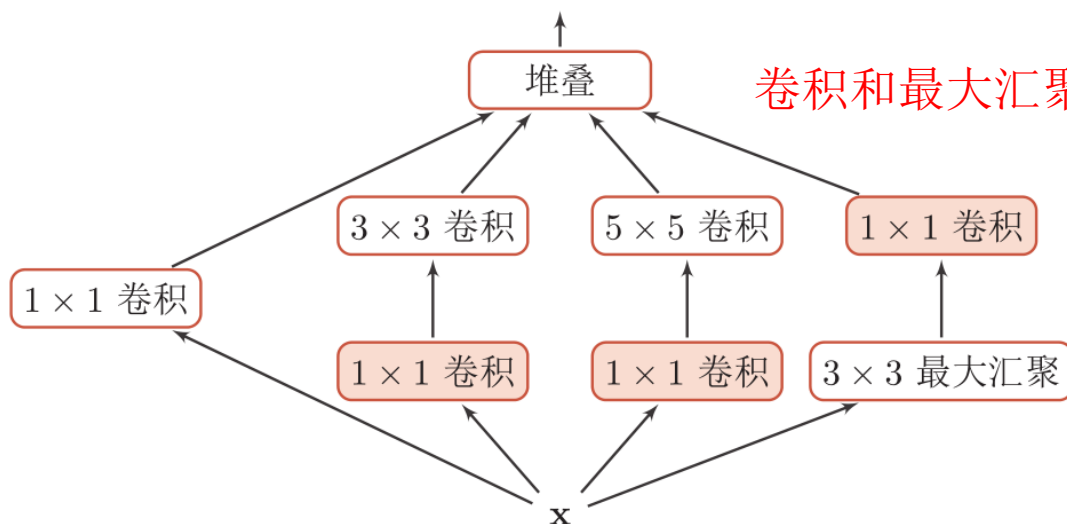 堆叠
卷积和最大汇聚
3 × 3 卷积
5 × 5 卷积
1 × 1 卷积
1 × 1 卷积
1 × 1 卷积
1 × 1 卷积
3 × 3 最大汇聚
x